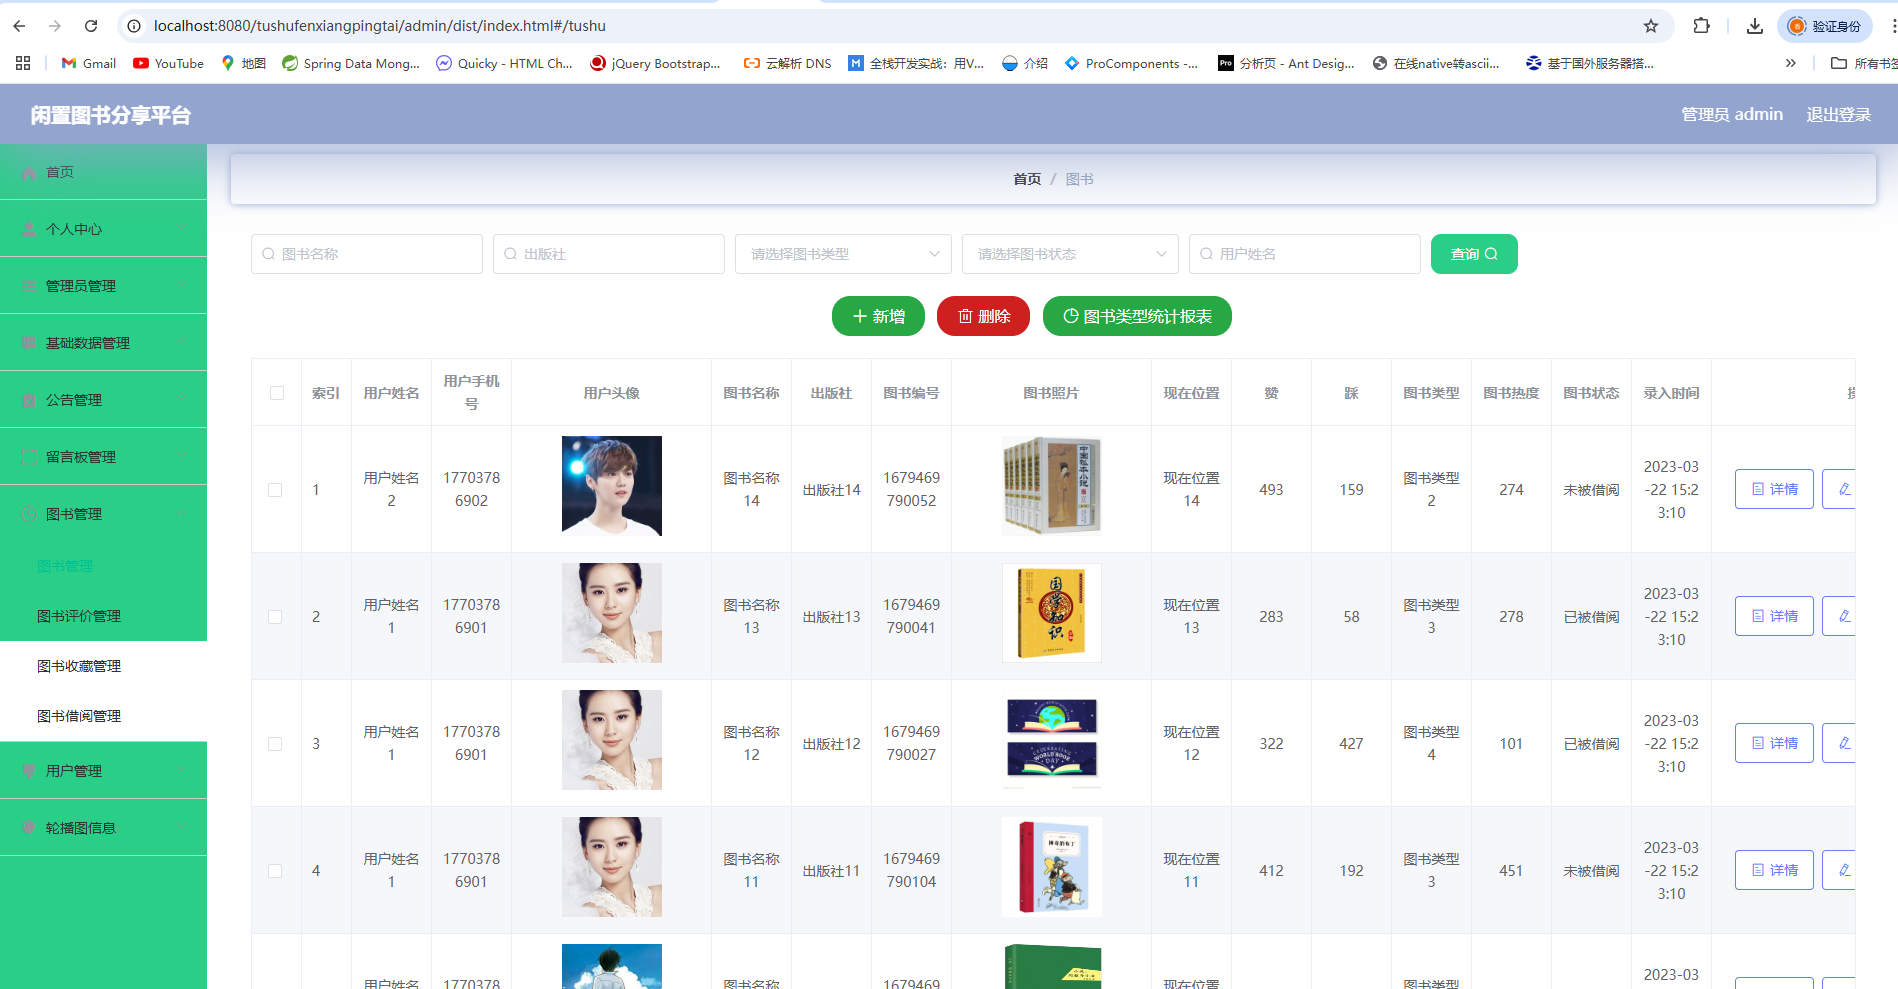 localhost:8080/tushufenxiangpingtai/admin/dist/index.html#/tushu
验证身份
Gmail
YouTube
地图
Spring Data Mong...
Quicky - HTML Ch...
jQuery Bootstrap...
云解析 DNS
全栈开发实战：用V...
介绍
ProComponents -...
Pro
分析页 - Ant Desig...
在线native转ascii...
基于国外服务器搭...
»
所有书签
闲置图书分享平台
管理员 admin
退出登录
首页
个人中心
管理员管理
基础数据管理
公告管理
留言板管理
图书管理
图书管理
图书评价管理
图书收藏管理
图书借阅管理
用户管理
轮播图信息
首页 / 图书
图书名称
出版社
请选择图书类型
请选择图书状态
用户姓名
查询
新增
删除
图书类型统计报表
索引 用户姓名 用户手机号 用户头像 图书名称 出版社 图书编号 图书照片 现在位置 赞 踩 图书类型 图书热度 图书状态 录入时间
1 用户姓名2 17703786902 图书名称14 出版社14 1679469790052 现在位置14 493 159 图书类型2 274 未被借阅 2023-03-22 15:23:10 详情
中国私本小说
2 用户姓名1 17703786901 图书名称13 出版社13 1679469790041 现在位置13 283 58 图书类型3 278 已被借阅 2023-03-22 15:23:10 详情
国学知识
3 用户姓名1 17703786901 图书名称12 出版社12 1679469790027 现在位置12 322 427 图书类型4 101 已被借阅 2023-03-22 15:23:10 详情
CELEBRATING
WORLD BOOK
DAY
4 用户姓名1 17703786901 图书名称11 出版社11 1679469790104 现在位置11 412 192 图书类型3 451 未被借阅 2023-03-22 15:23:10 详情
用户姓名 1770378 图书名称 1679469 现在位置 图书类型 2023-03